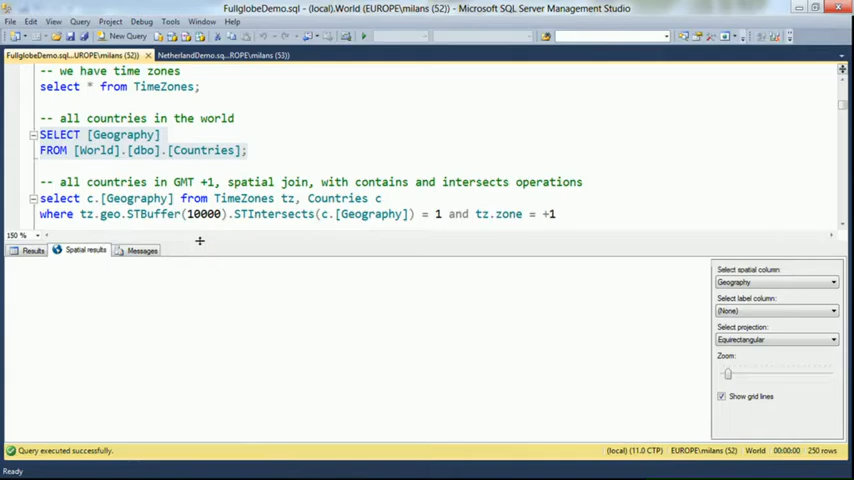 FullglobeDemo.sql - (local).World (EUROPE\milans (52)) - Microsoft SQL Server Management Studio
File Edit View Query Project Debug Tools Window Help
New Query
FullglobeDemo.sql...UROPE\milans (52)) × NetherlandDemo.sq...ROPE\milans (53))
-- we have time zones
select * from TimeZones;
-- all countries in the world
SELECT [Geography]
FROM [World].[dbo].[Countries];
-- all countries in GMT +1, spatial join, with contains and intersects operations
select c.[Geography] from TimeZones tz, Countries c
where tz.geo.STBuffer(10000).STIntersects(c.[Geography]) = 1 and tz.zone = +1
150 %
Results Spatial results Messages
Select spatial column:
Geography
Select label column:
(None)
Select projection:
Equirectangular
Zoom:
Show grid lines
Query executed successfully. (local) (11.0 CTP) EUROPE\milans (52) World 00:00:00 250 rows
Ready